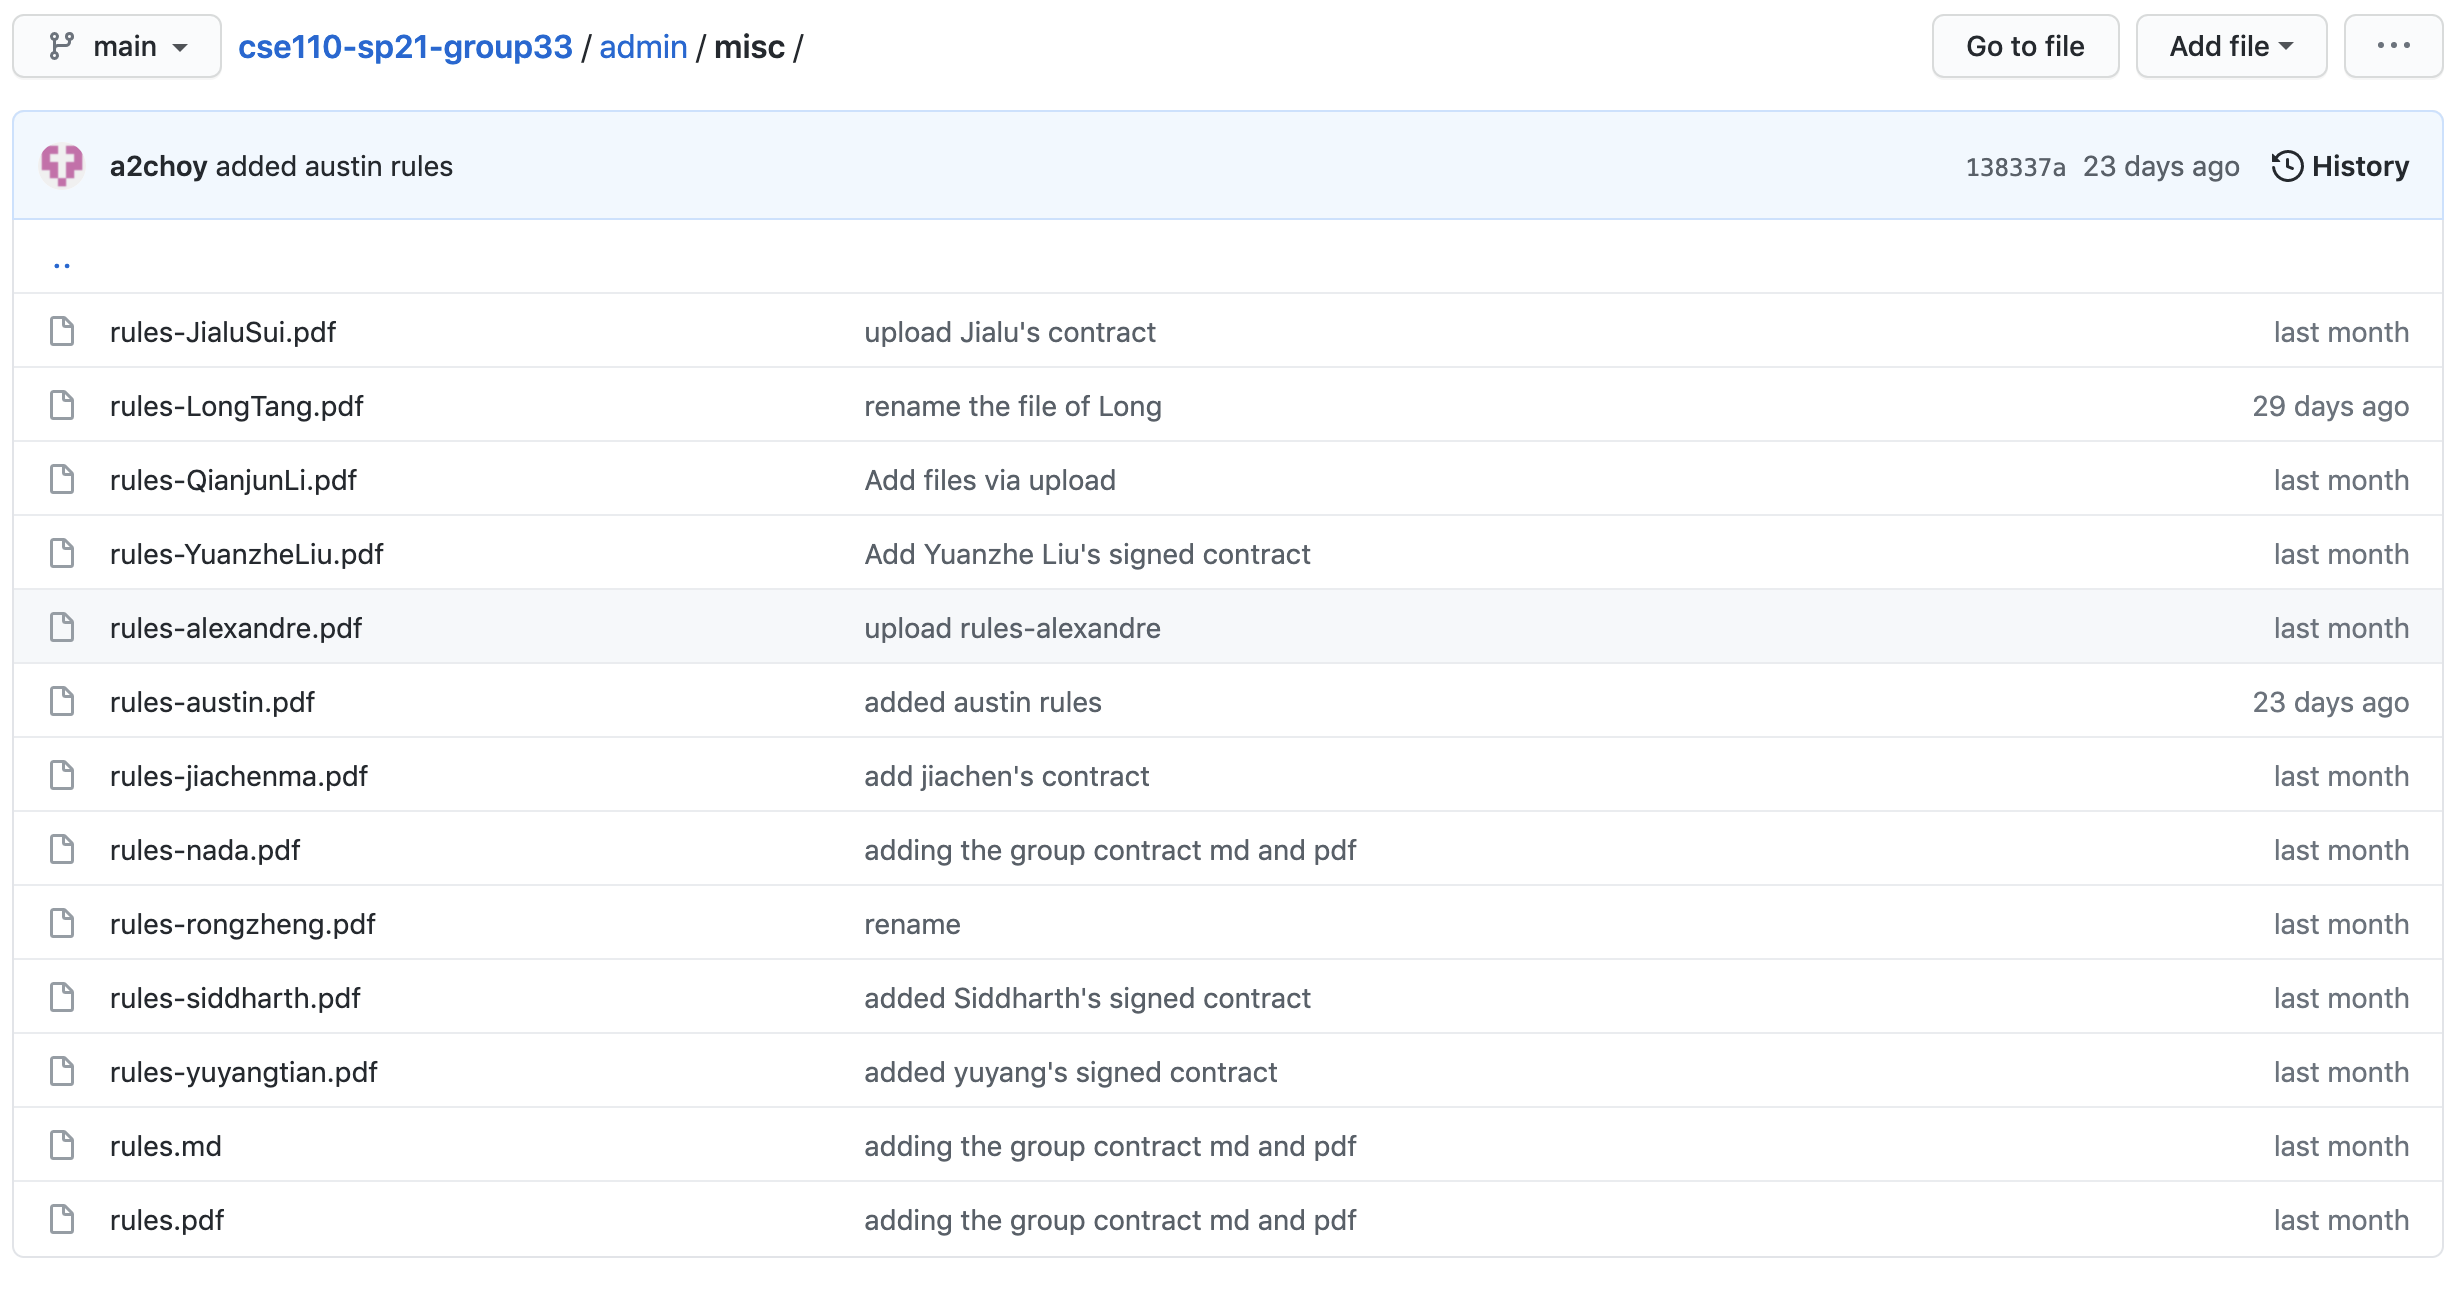 main cse110-sp21-group33 / admin / misc / Go to file Add file ...
a2choy added austin rules 138337a 23 days ago History
..
rules-JialuSui.pdf upload Jialu's contract last month
rules-LongTang.pdf rename the file of Long 29 days ago
rules-QianjunLi.pdf Add files via upload last month
rules-YuanzheLiu.pdf Add Yuanzhe Liu's signed contract last month
rules-alexandre.pdf upload rules-alexandre last month
rules-austin.pdf added austin rules 23 days ago
rules-jiachenma.pdf add jiachen's contract last month
rules-nada.pdf adding the group contract md and pdf last month
rules-rongzheng.pdf rename last month
rules-siddharth.pdf added Siddharth's signed contract last month
rules-yuyangtian.pdf added yuyang's signed contract last month
rules.md adding the group contract md and pdf last month
rules.pdf adding the group contract md and pdf last month